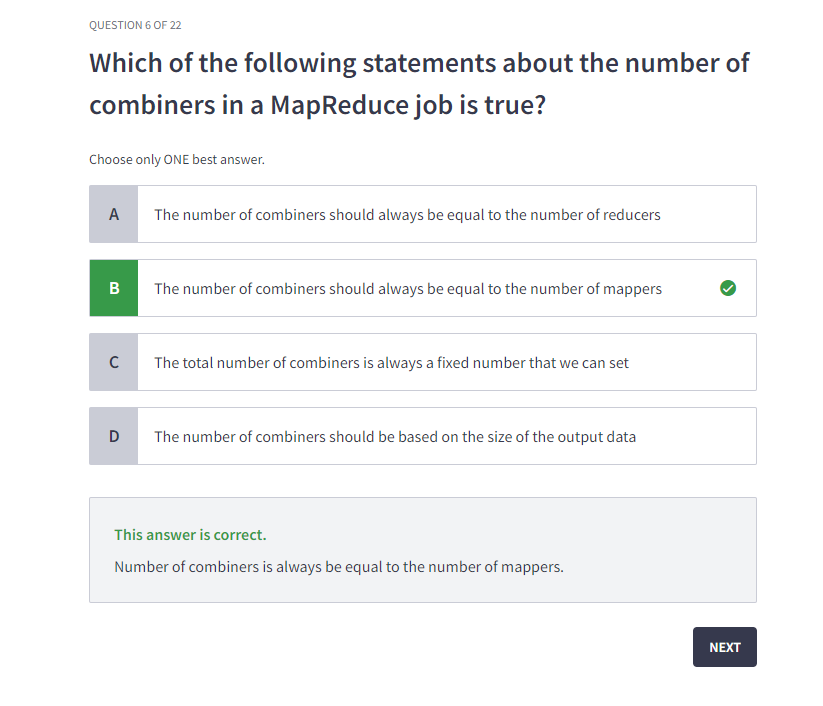 QUESTION 6 OF 22
Which of the following statements about the number of
combiners in a MapReduce job is true?
Choose only ONE best answer.
A The number of combiners should always be equal to the number of reducers
B The number of combiners should always be equal to the number of mappers
C The total number of combiners is always a fixed number that we can set
D The number of combiners should be based on the size of the output data
This answer is correct.
Number of combiners is always be equal to the number of mappers.
NEXT